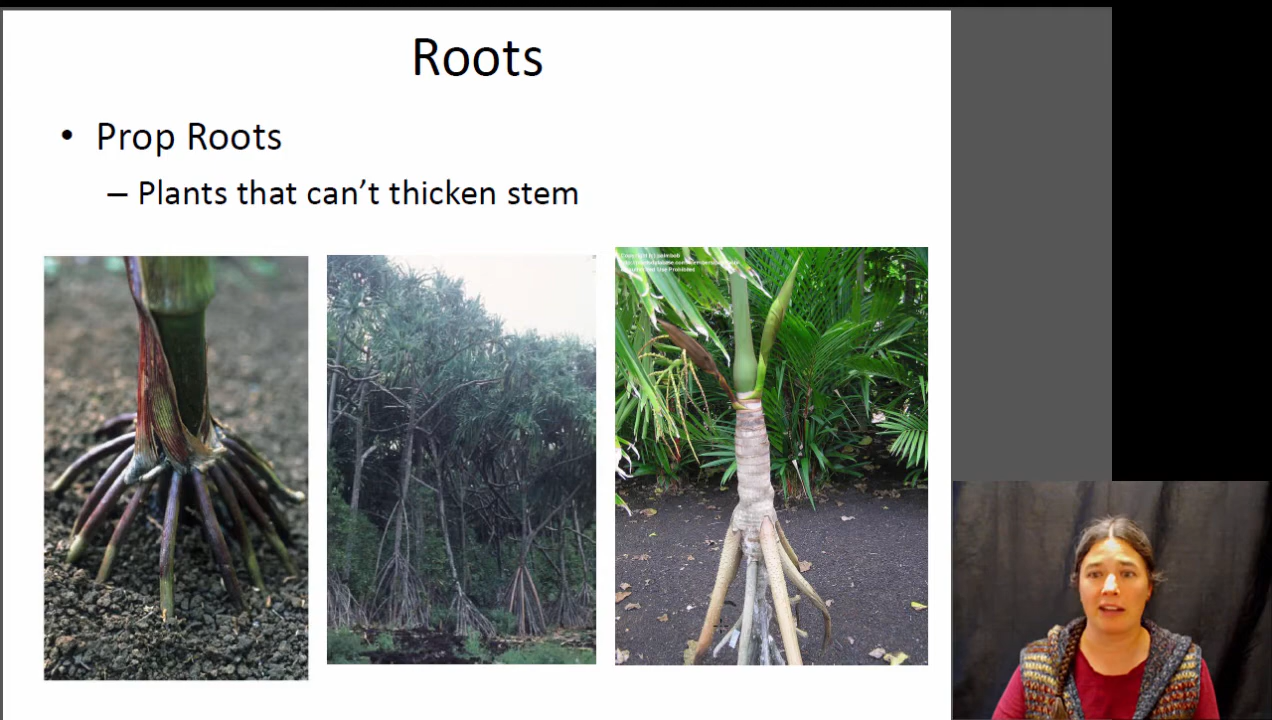 Roots
• Prop Roots
– Plants that can't thicken stem